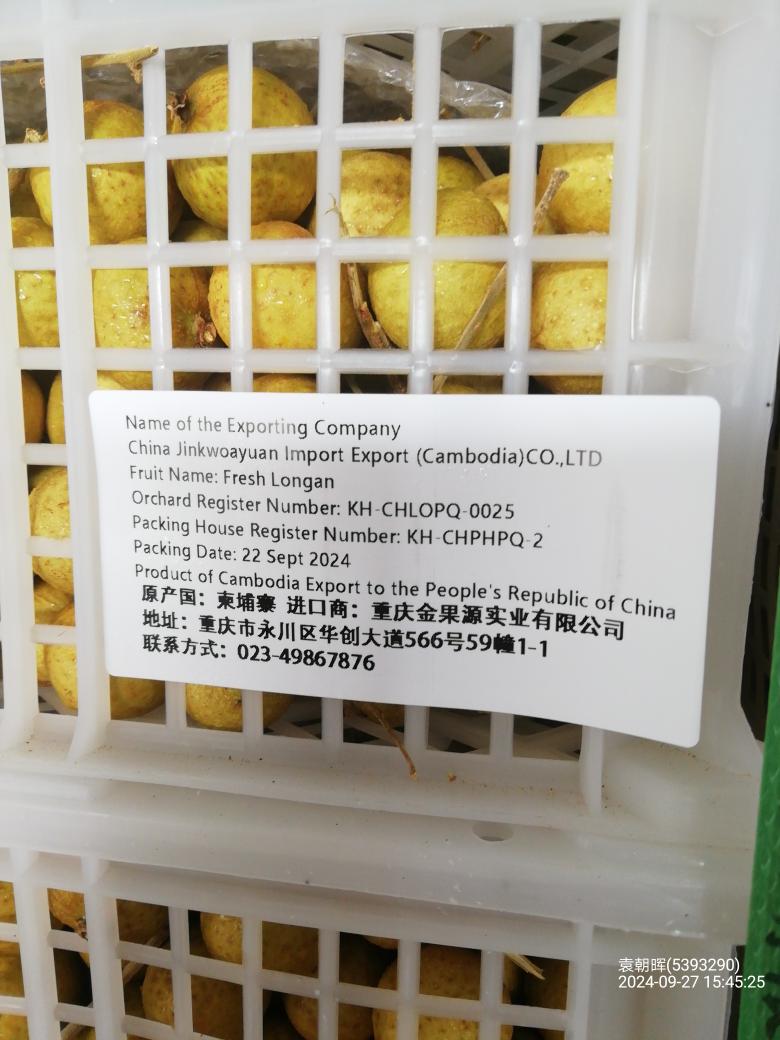 Name of the Exporting Company
China Jinkwoayuan Import Export (Cambodia)CO.,LTD
Fruit Name: Fresh Longan
Orchard Register Number: KH-CHLOPQ-0025
Packing House Register Number: KH-CHPHPQ-2
Packing Date: 22 Sept 2024
Product of Cambodia Export to the People's Republic of China
原产国：柬埔寨 进口商：重庆金果源实业有限公司
地址：重庆市永川区华创大道566号59幢1-1
联系方式：023-49867876
袁朝晖(5393290)
2024-09-27 15:45:25